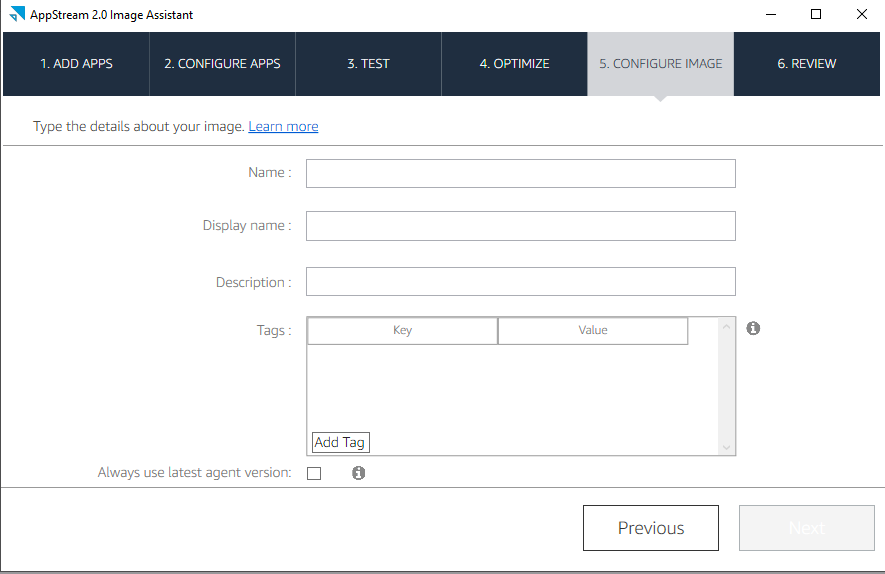 AppStream 2.0 Image Assistant
1. ADD APPS 2. CONFIGURE APPS 3. TEST 4. OPTIMIZE 5. CONFIGURE IMAGE 6. REVIEW
Type the details about your image. Learn more
Name :
Display name :
Description :
Tags : Key Value
Add Tag
Always use latest agent version:
Previous Next